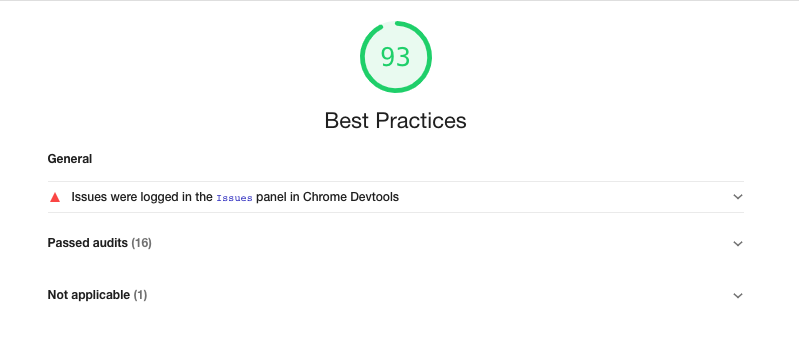 93
Best Practices
General
Issues were logged in the Issues panel in Chrome Devtools
Passed audits (16)
Not applicable (1)